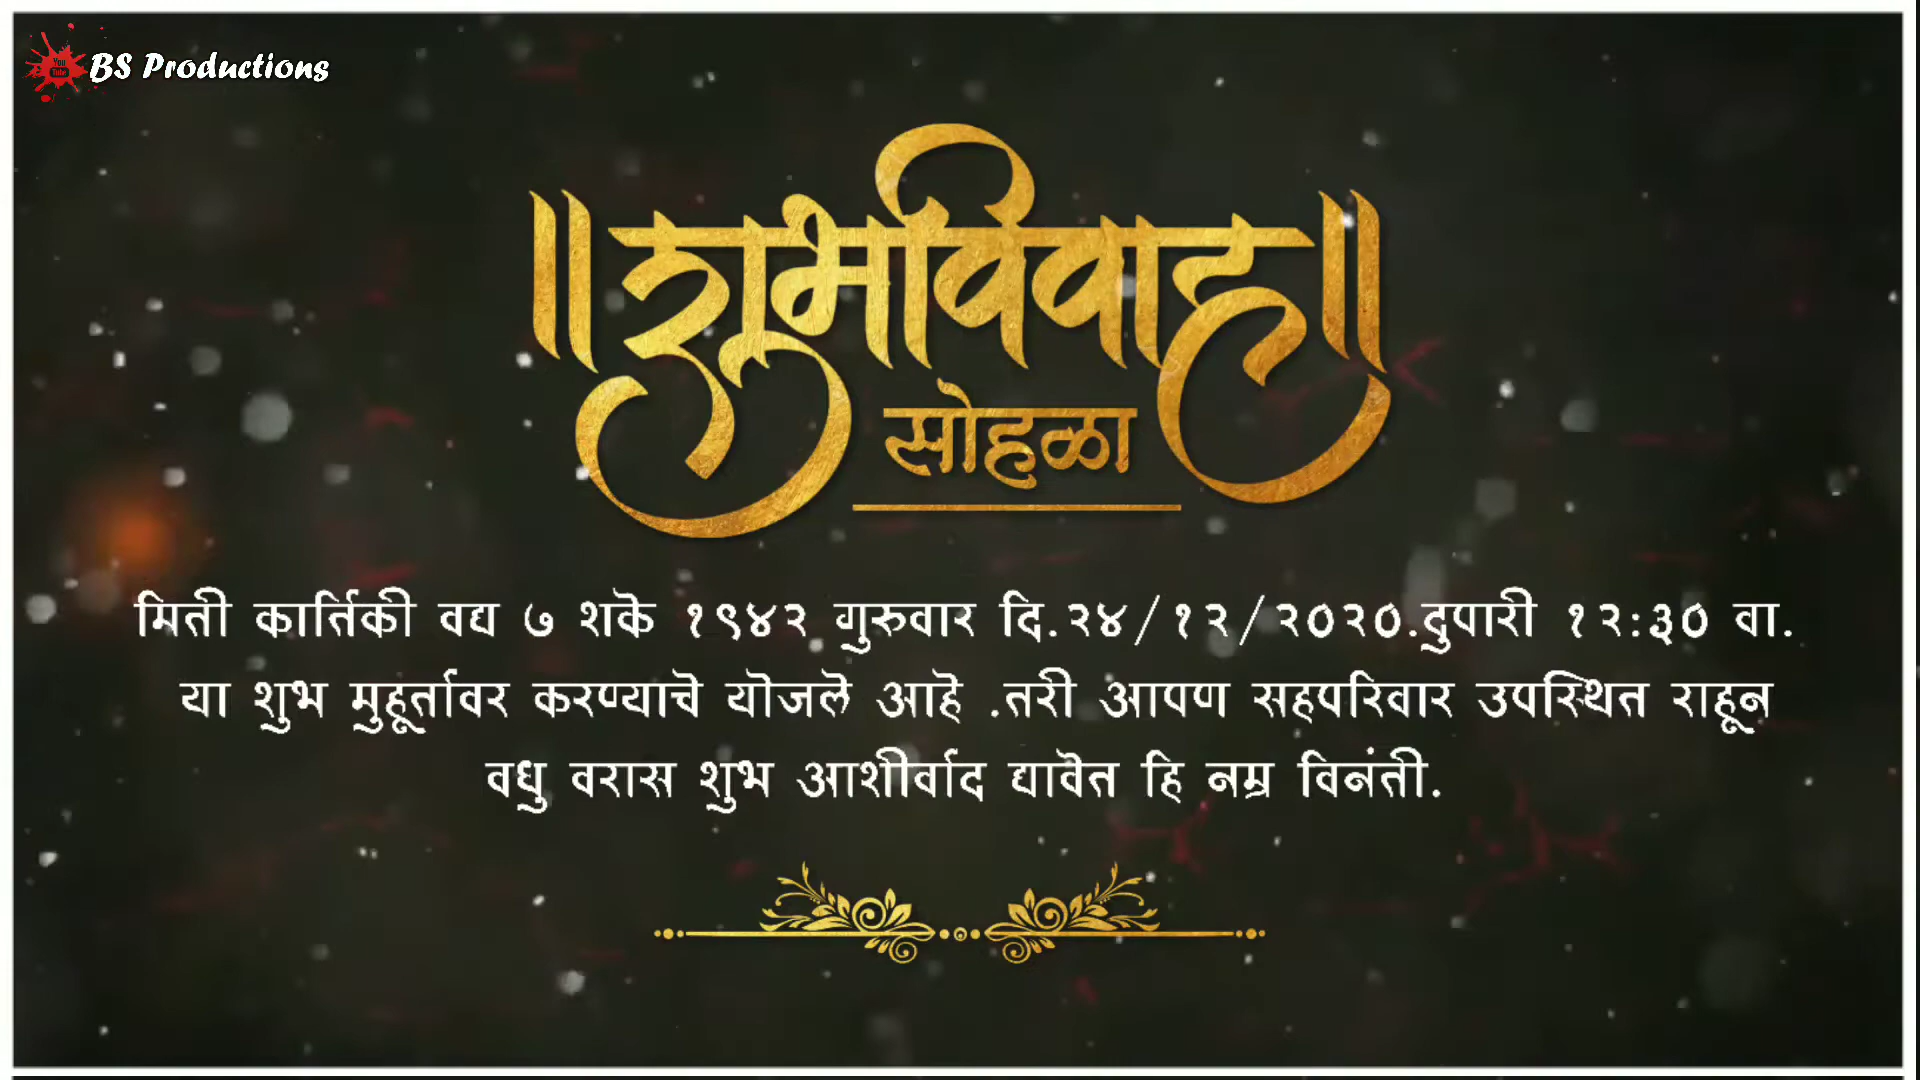 BS Productions
॥ शुभविवाह ॥
सोहळा
मिती कार्तिकी वद्य ७ शके १९४२ गुरुवार दि.२४/१२/२०२०.दुपारी १२:३० वा.
या शुभ मुहूर्तावर करण्याचे योजले आहे .तरी आपण सहपरिवार उपस्थित राहून
वधु वरास शुभ आशीर्वाद द्यावेत हि नम्र विनंती.